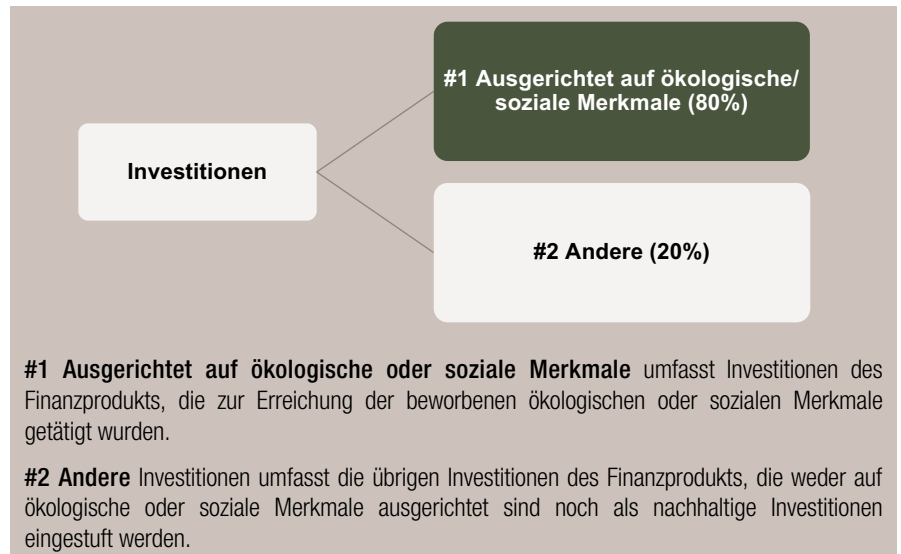 #1 Ausgerichtet auf ökologische/
soziale Merkmale (80%)
Investitionen
#2 Andere (20%)
#1 Ausgerichtet auf ökologische oder soziale Merkmale umfasst Investitionen des
Finanzprodukts, die zur Erreichung der beworbenen ökologischen oder sozialen Merkmale
getätigt wurden.
#2 Andere Investitionen umfasst die übrigen Investitionen des Finanzprodukts, die weder auf
ökologische oder soziale Merkmale ausgerichtet sind noch als nachhaltige Investitionen
eingestuft werden.